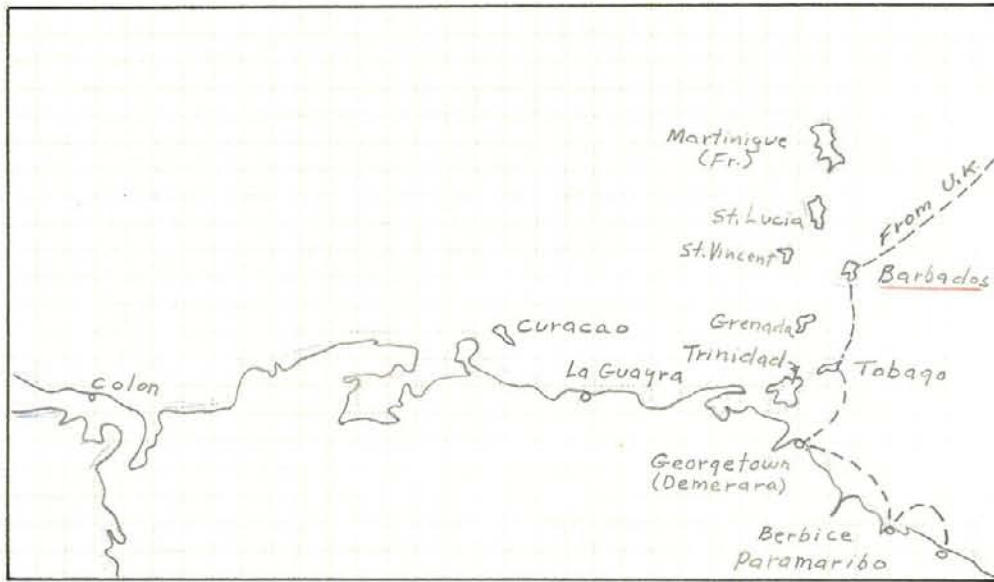 Martinique
(Fr.)
From U.K.
St. Lucia
St. Vincent
Barbados
Curacao
Grenada
Trinidad
La Guayra
Tobago
Colon
Georgetown
(Demerara)
Berbice
Paramaribo